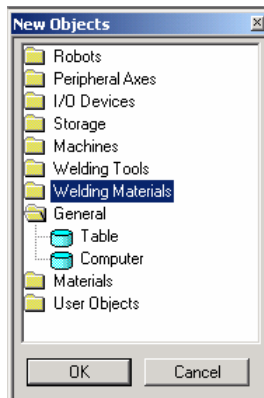 New Objects
Robots
Peripheral Axes
I/O Devices
Storage
Machines
Welding Tools
Welding Materials
General
Table
Computer
Materials
User Objects
OK
Cancel